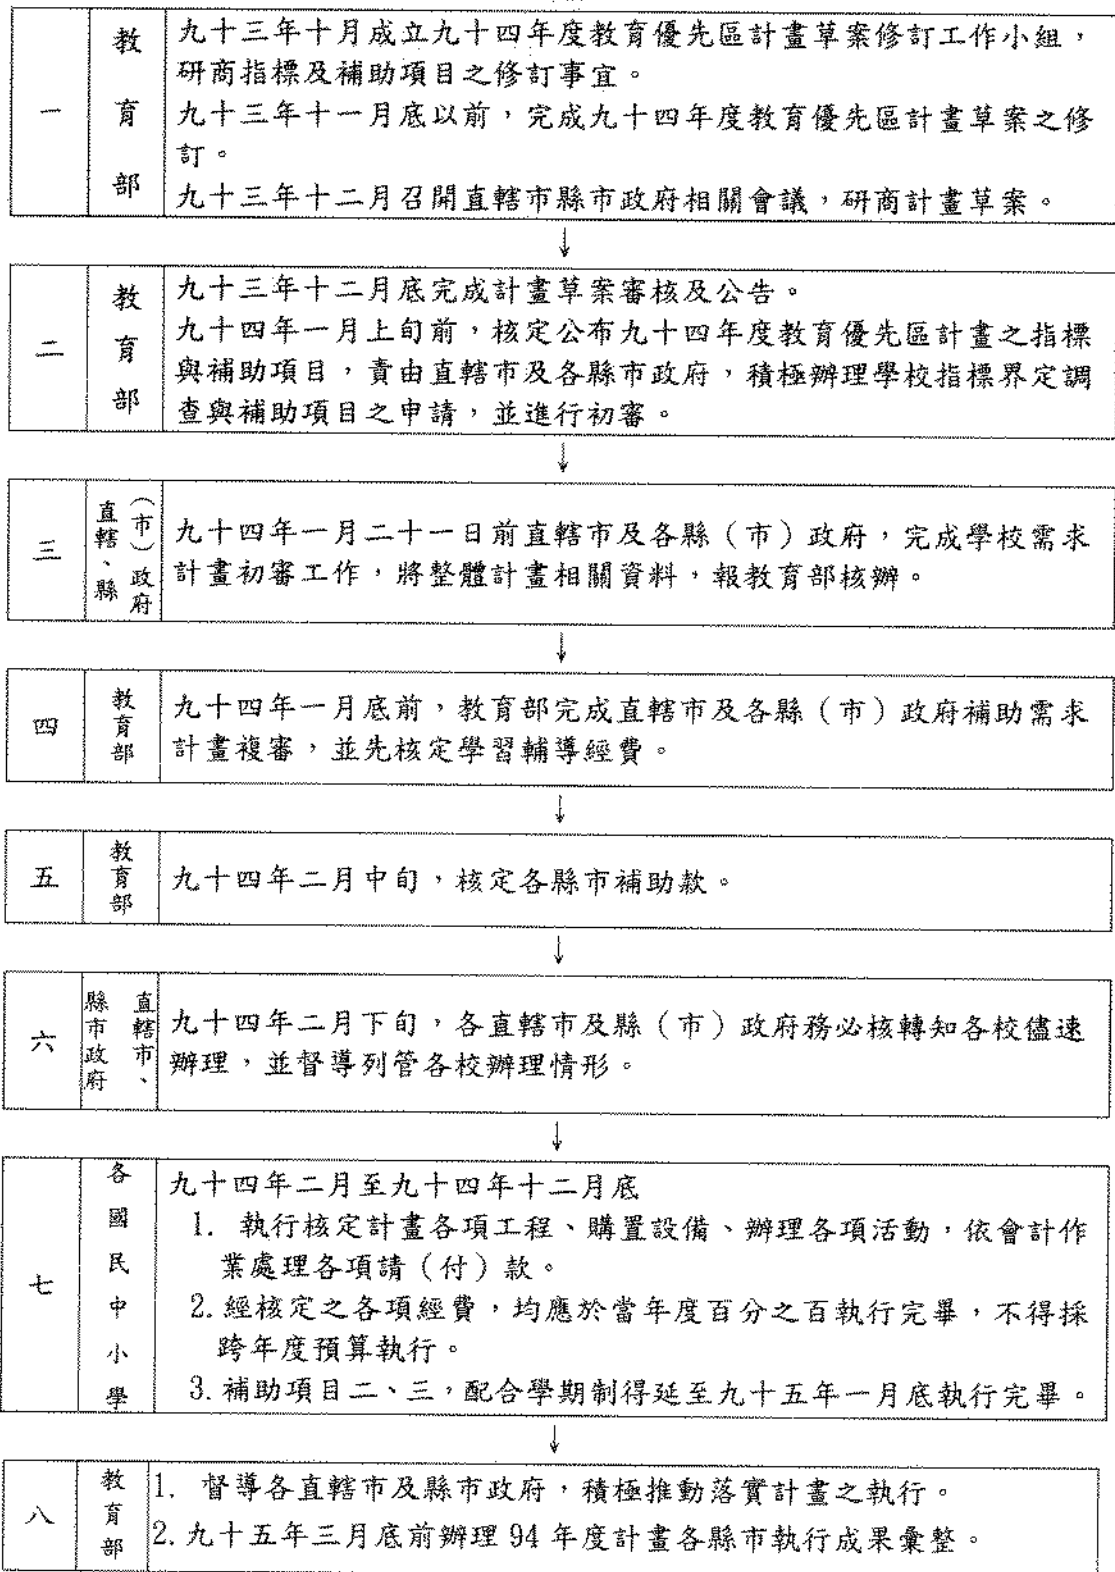 一
教育部
九十三年十月成立九十四年度教育優先區計畫草案修訂工作小組，
研商指標及補助項目之修訂事宜。
九十三年十一月底以前，完成九十四年度教育優先區計畫草案之修
訂。
九十三年十二月召開直轄市縣市政府相關會議，研商計畫草案。
↓
二
教育部
九十三年十二月底完成計畫草案審核及公告。
九十四年一月上旬前，核定公布九十四年度教育優先區計畫之指標
與補助項目，責由直轄市及各縣市政府，積極辦理學校指標界定調
查與補助項目之申請，並進行初審。
↓
三
直轄、縣
（市）政府
九十四年一月二十一日前直轄市及各縣（市）政府，完成學校需求
計畫初審工作，將整體計畫相關資料，報教育部核辦。
↓
四
教育部
九十四年一月底前，教育部完成直轄市及各縣（市）政府補助需求
計畫複審，並先核定學習輔導經費。
↓
五
教育部
九十四年二月中旬，核定各縣市補助款。
↓
六
直轄市、
縣市政府
九十四年二月下旬，各直轄市及縣（市）政府務必核轉知各校儘速
辦理，並督導列管各校辦理情形。
↓
七
各國民中小學
九十四年二月至九十四年十二月底
1. 執行核定計畫各項工程、購置設備、辦理各項活動，依會計作
業處理各項請（付）款。
2.經核定之各項經費，均應於當年度百分之百執行完畢，不得採
跨年度預算執行。
3.補助項目二、三，配合學期制得延至九十五年一月底執行完畢。
↓
八
教育部
1. 督導各直轄市及縣市政府，積極推動落實計畫之執行。
2.九十五年三月底前辦理 94 年度計畫各縣市執行成果彙整。